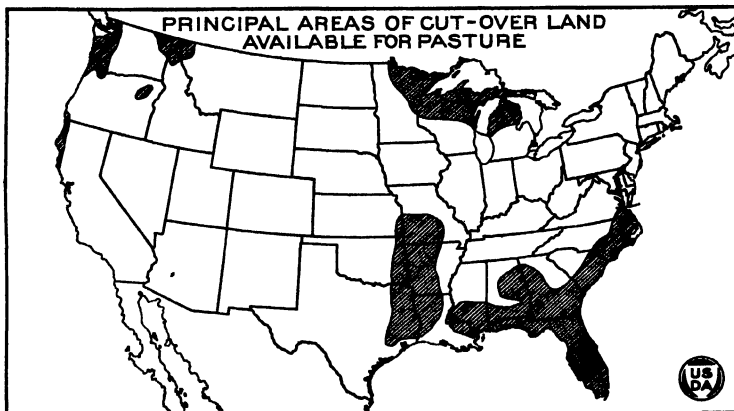 PRINCIPAL AREAS OF CUT-OVER LAND
AVAILABLE FOR PASTURE
US
DA